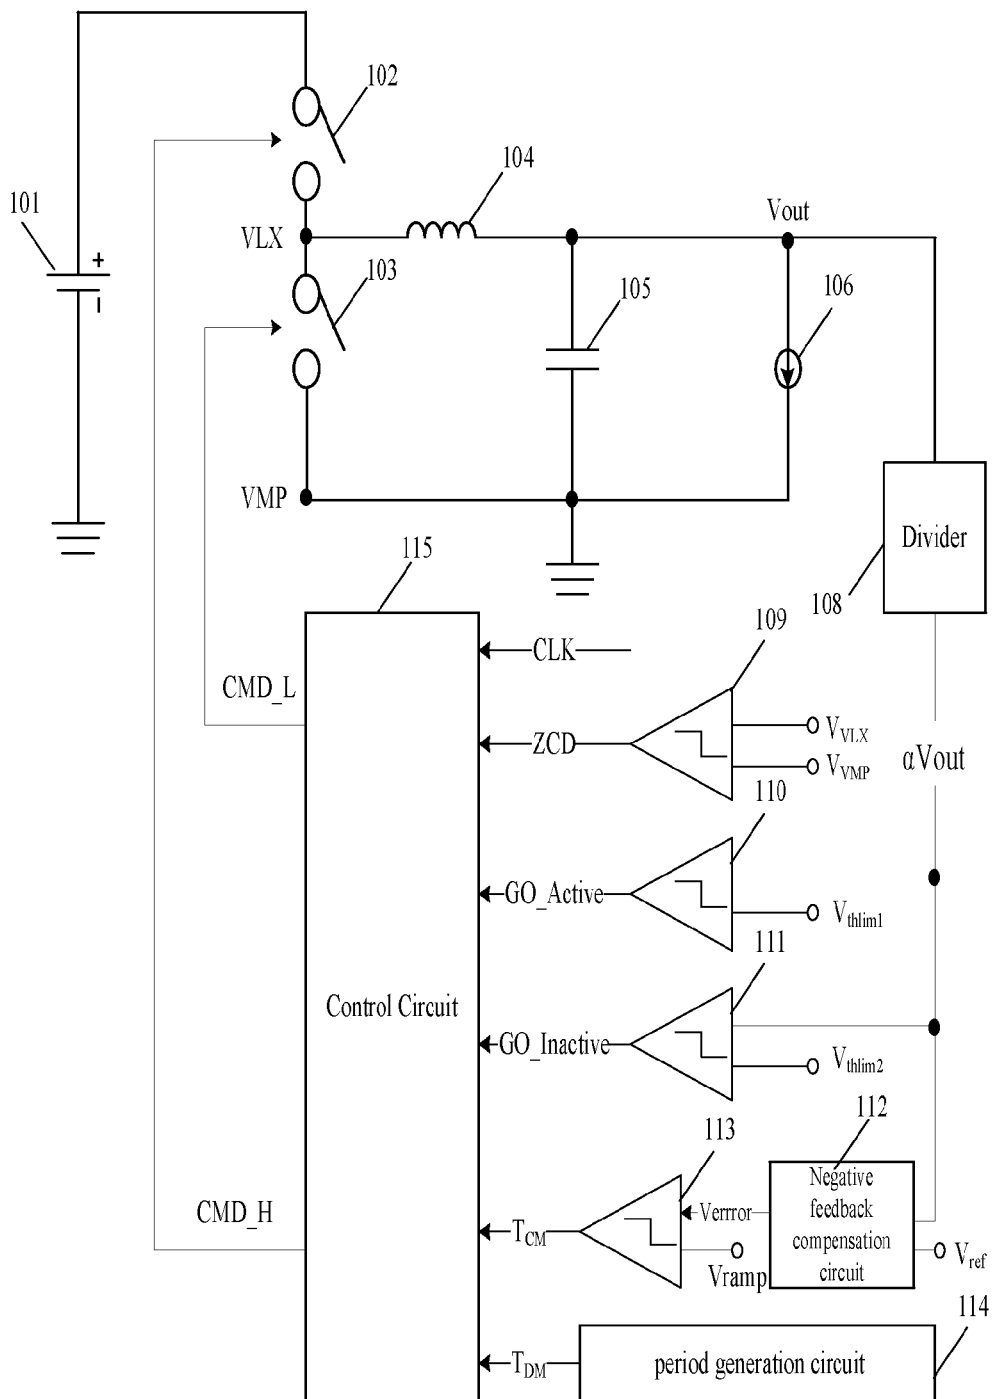 102
104
101
+
VLX
Vout
103
105
106
VMP
115
Divider
108
109
CLK
CMD_L
ZCD
V_VLX
V_VMP
αVout
110
GO_Active
V_thlim1
111
Control Circuit
GO_Inactive
V_thlim2
112
113
Negative
feedback
compensation
circuit
CMD_H
T_CM
Verrror
Vramp
V_ref
114
T_DM
period generation circuit